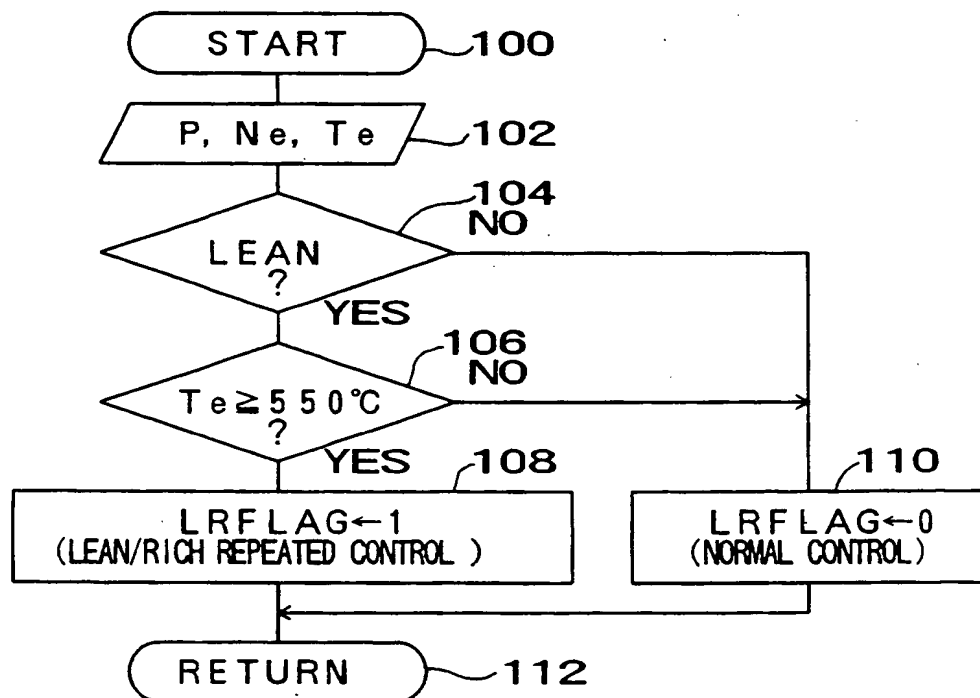 START
100
P, Ne, Te
102
104
NO
LEAN
?
YES
106
NO
Te≧550℃
?
YES
108
110
LRFLAG←1
(LEAN/RICH REPEATED CONTROL )
LRFLAG←0
(NORMAL CONTROL)
RETURN
112